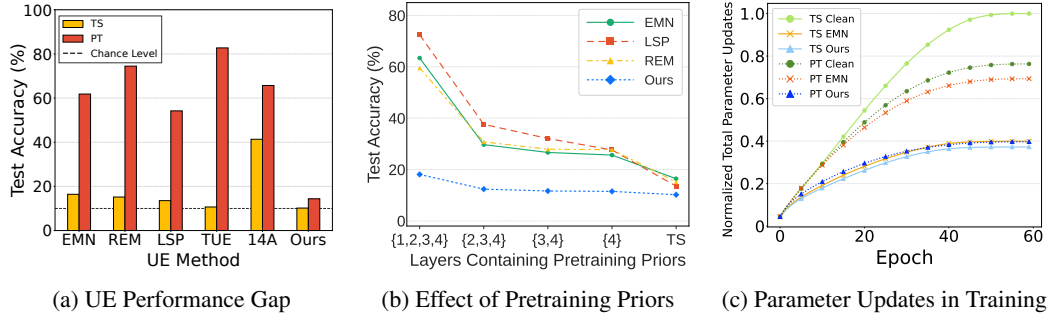 Test Accuracy (%)
100
80
60
40
20
0
TS
PT
Chance Level
EMN REM LSP TUE 14A Ours
UE Method
(a) UE Performance Gap
Test Accuracy (%)
80
60
40
20
0
EMN
LSP
REM
Ours
{1,2,3,4} {2,3,4} {3,4} {4} TS
Layers Containing Pretraining Priors
(b) Effect of Pretraining Priors
Normalized Total Parameter Updates
1.0
0.8
0.6
0.4
0.2
0
TS Clean
TS EMN
TS Ours
PT Clean
PT EMN
PT Ours
0 20 40 60
Epoch
(c) Parameter Updates in Training